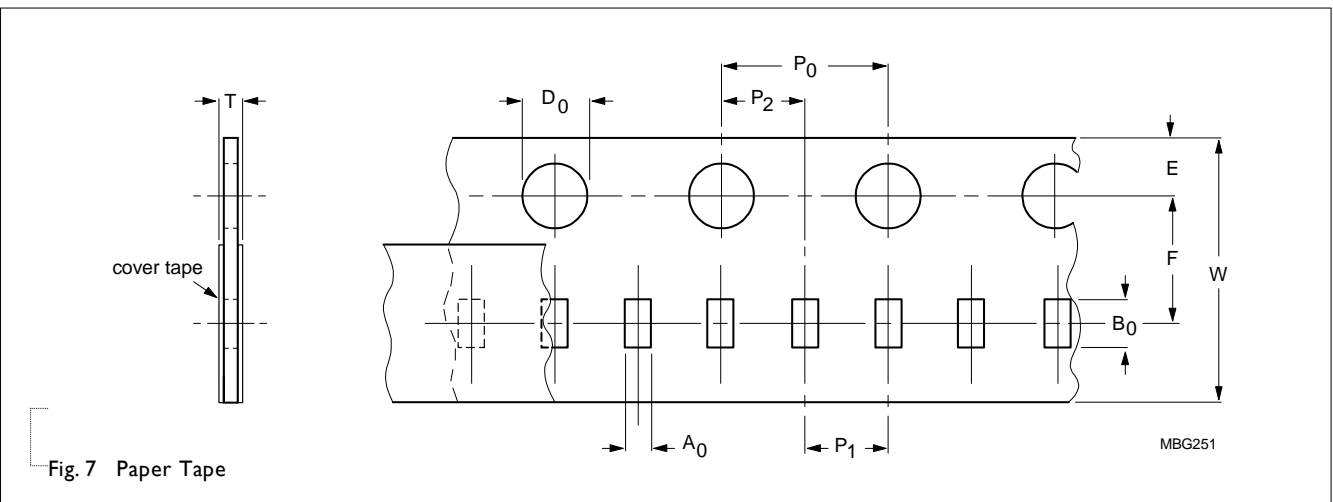 P0
T
D0
P2
E
F
W
cover tape
B0
A0
P1
MBG251
Fig. 7 Paper Tape